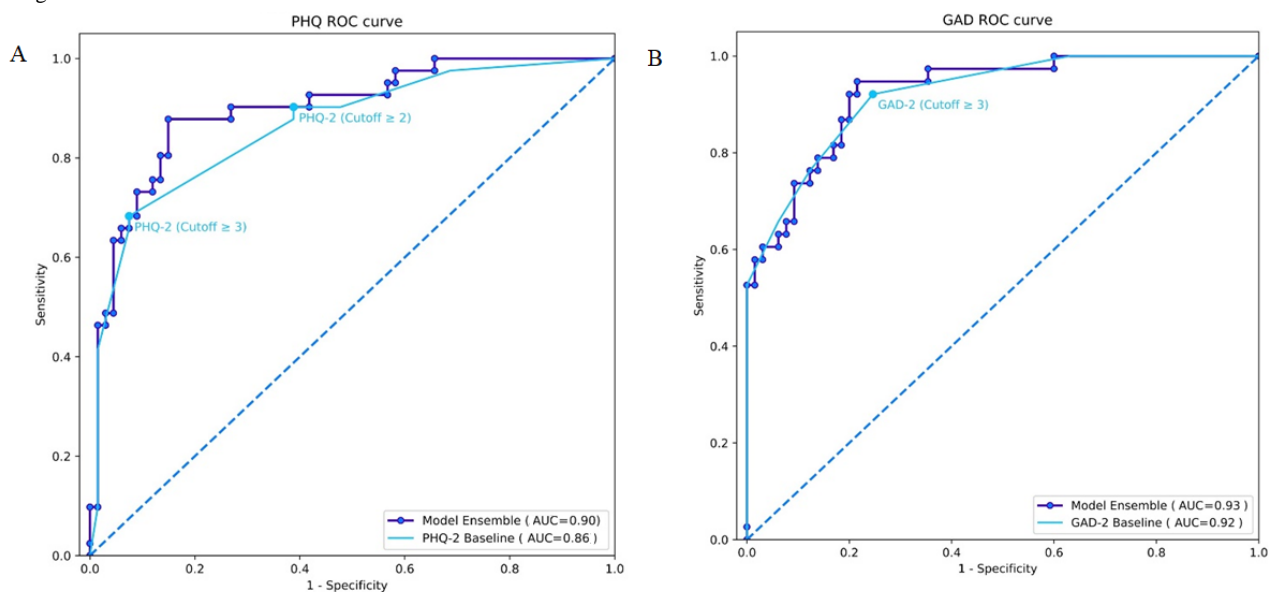 A
PHQ ROC curve
1.0
0.8
0.6
0.4
0.2
0.0
Sensitivity
PHQ-2 (Cutoff ≥ 2)
PHQ-2 (Cutoff ≥ 3)
Model Ensemble ( AUC=0.90)
PHQ-2 Baseline ( AUC=0.86 )
0.0 0.2 0.4 0.6 0.8 1.0
1 - Specificity
B
GAD ROC curve
1.0
0.8
0.6
0.4
0.2
0.0
Sensitivity
GAD-2 (Cutoff ≥ 3)
Model Ensemble ( AUC=0.93 )
GAD-2 Baseline ( AUC=0.92 )
0.0 0.2 0.4 0.6 0.8 1.0
1 - Specificity